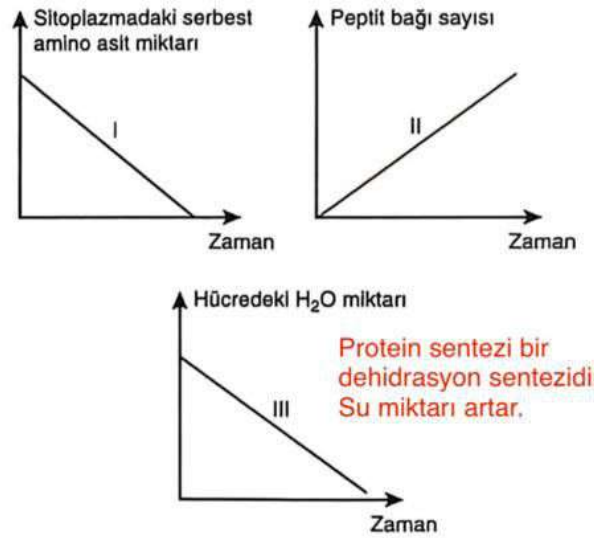 Sitoplazmadaki serbest
amino asit miktarı
I
Zaman
Peptit bağı sayısı
II
Zaman
Hücredeki H₂O miktarı
III
Zaman
Protein sentezi bir
dehidrasyon sentezidi
Su miktarı artar.